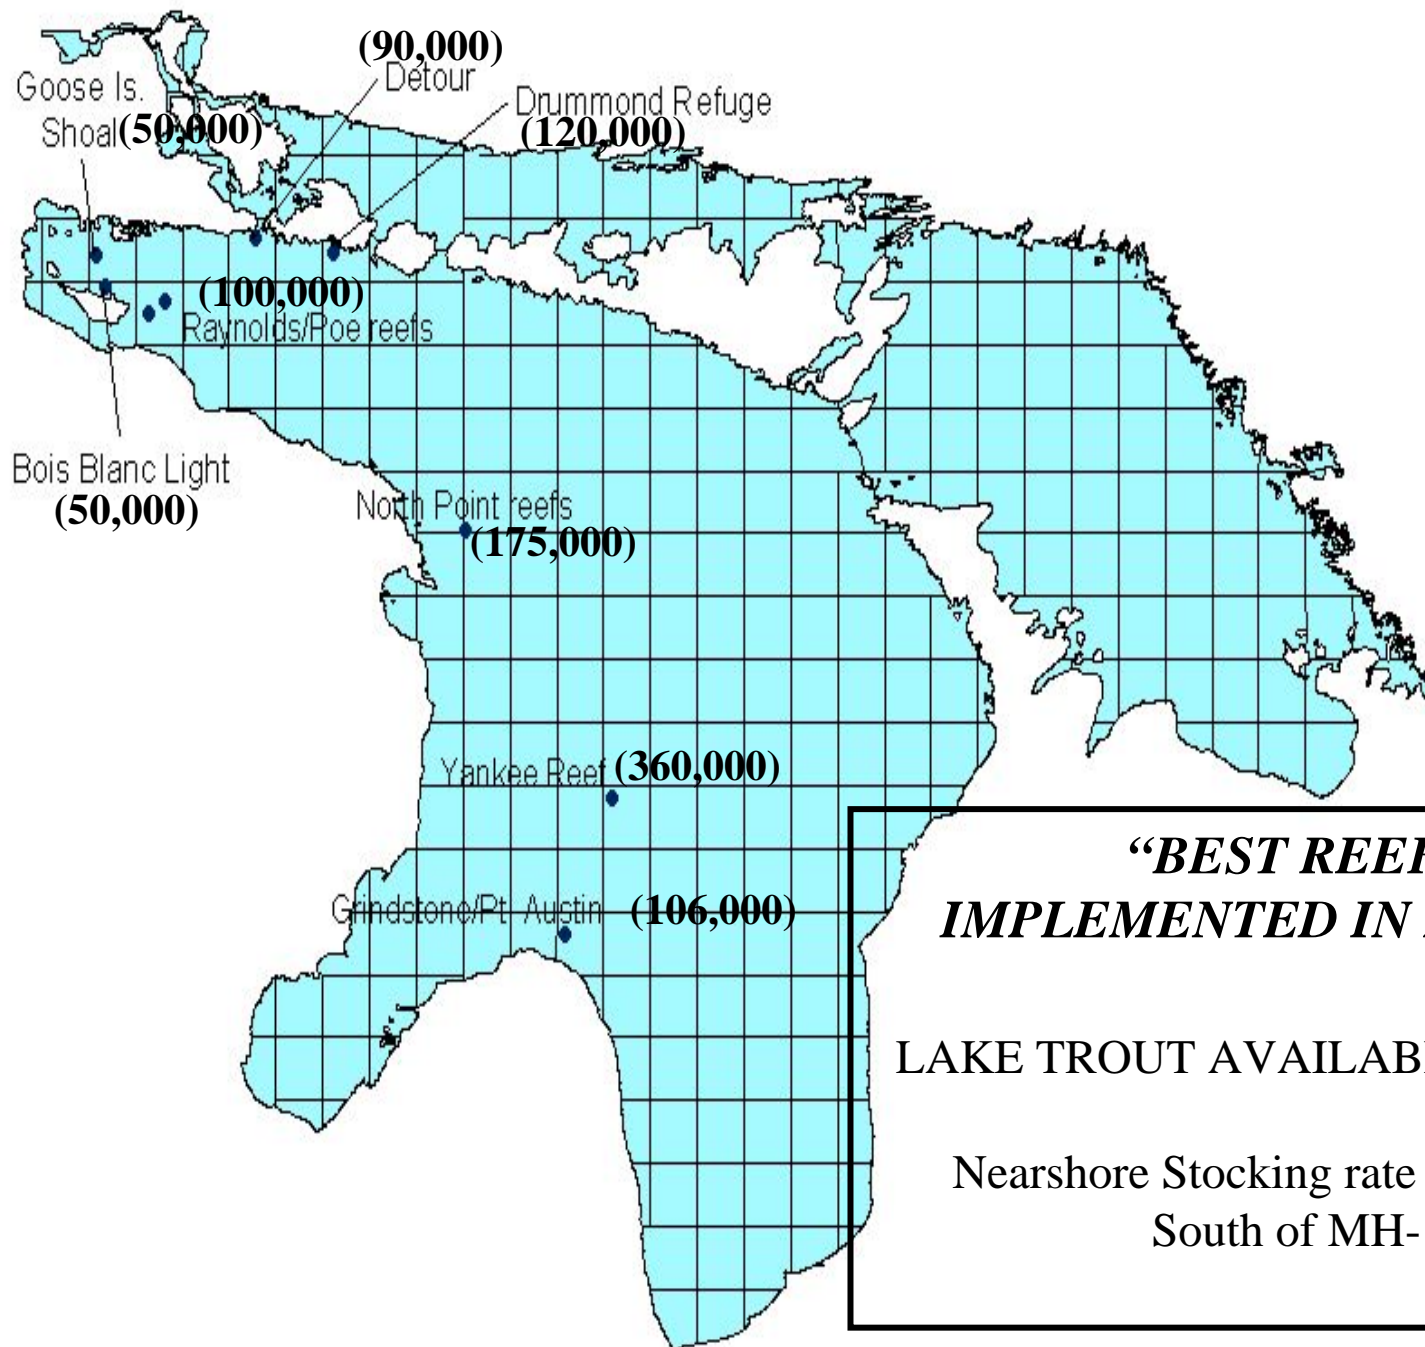 (90,000)
Detour
Goose Is.
Shoal (50,000)
Drummond Refuge
(120,000)
(100,000)
Raynolds/Poe reefs
Bois Blanc Light
(50,000)
North Point reefs
(175,000)
Yankee Reef (360,000)
Grindstone/Pt. Austin (106,000)
“BEST REEF
IMPLEMENTED IN
LAKE TROUT AVAILAB
Nearshore Stocking rate
South of MH-